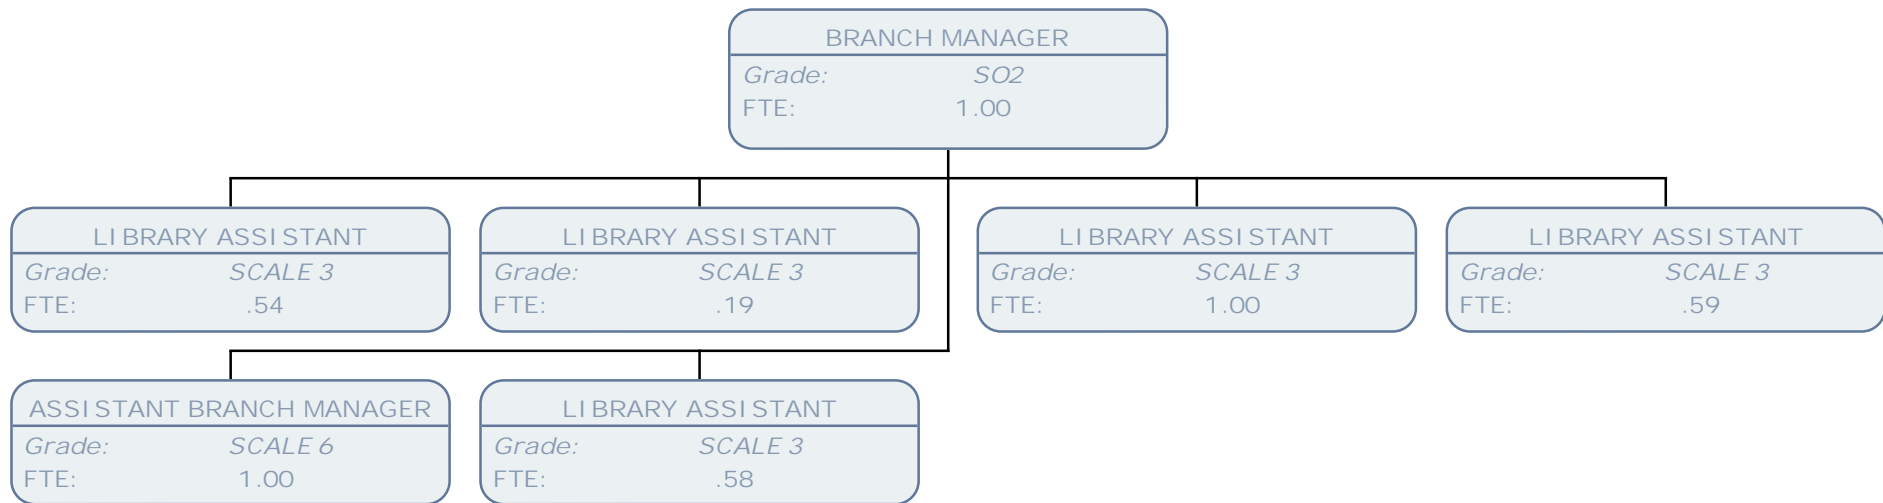 BRANCH MANAGER
Grade: SO2
FTE: 1.00
LIBRARY ASSISTANT
Grade: SCALE 3
FTE: .54
LIBRARY ASSISTANT
Grade: SCALE 3
FTE: .19
LIBRARY ASSISTANT
Grade: SCALE 3
FTE: 1.00
LIBRARY ASSISTANT
Grade: SCALE 3
FTE: .59
ASSISTANT BRANCH MANAGER
Grade: SCALE 6
FTE: 1.00
LIBRARY ASSISTANT
Grade: SCALE 3
FTE: .58